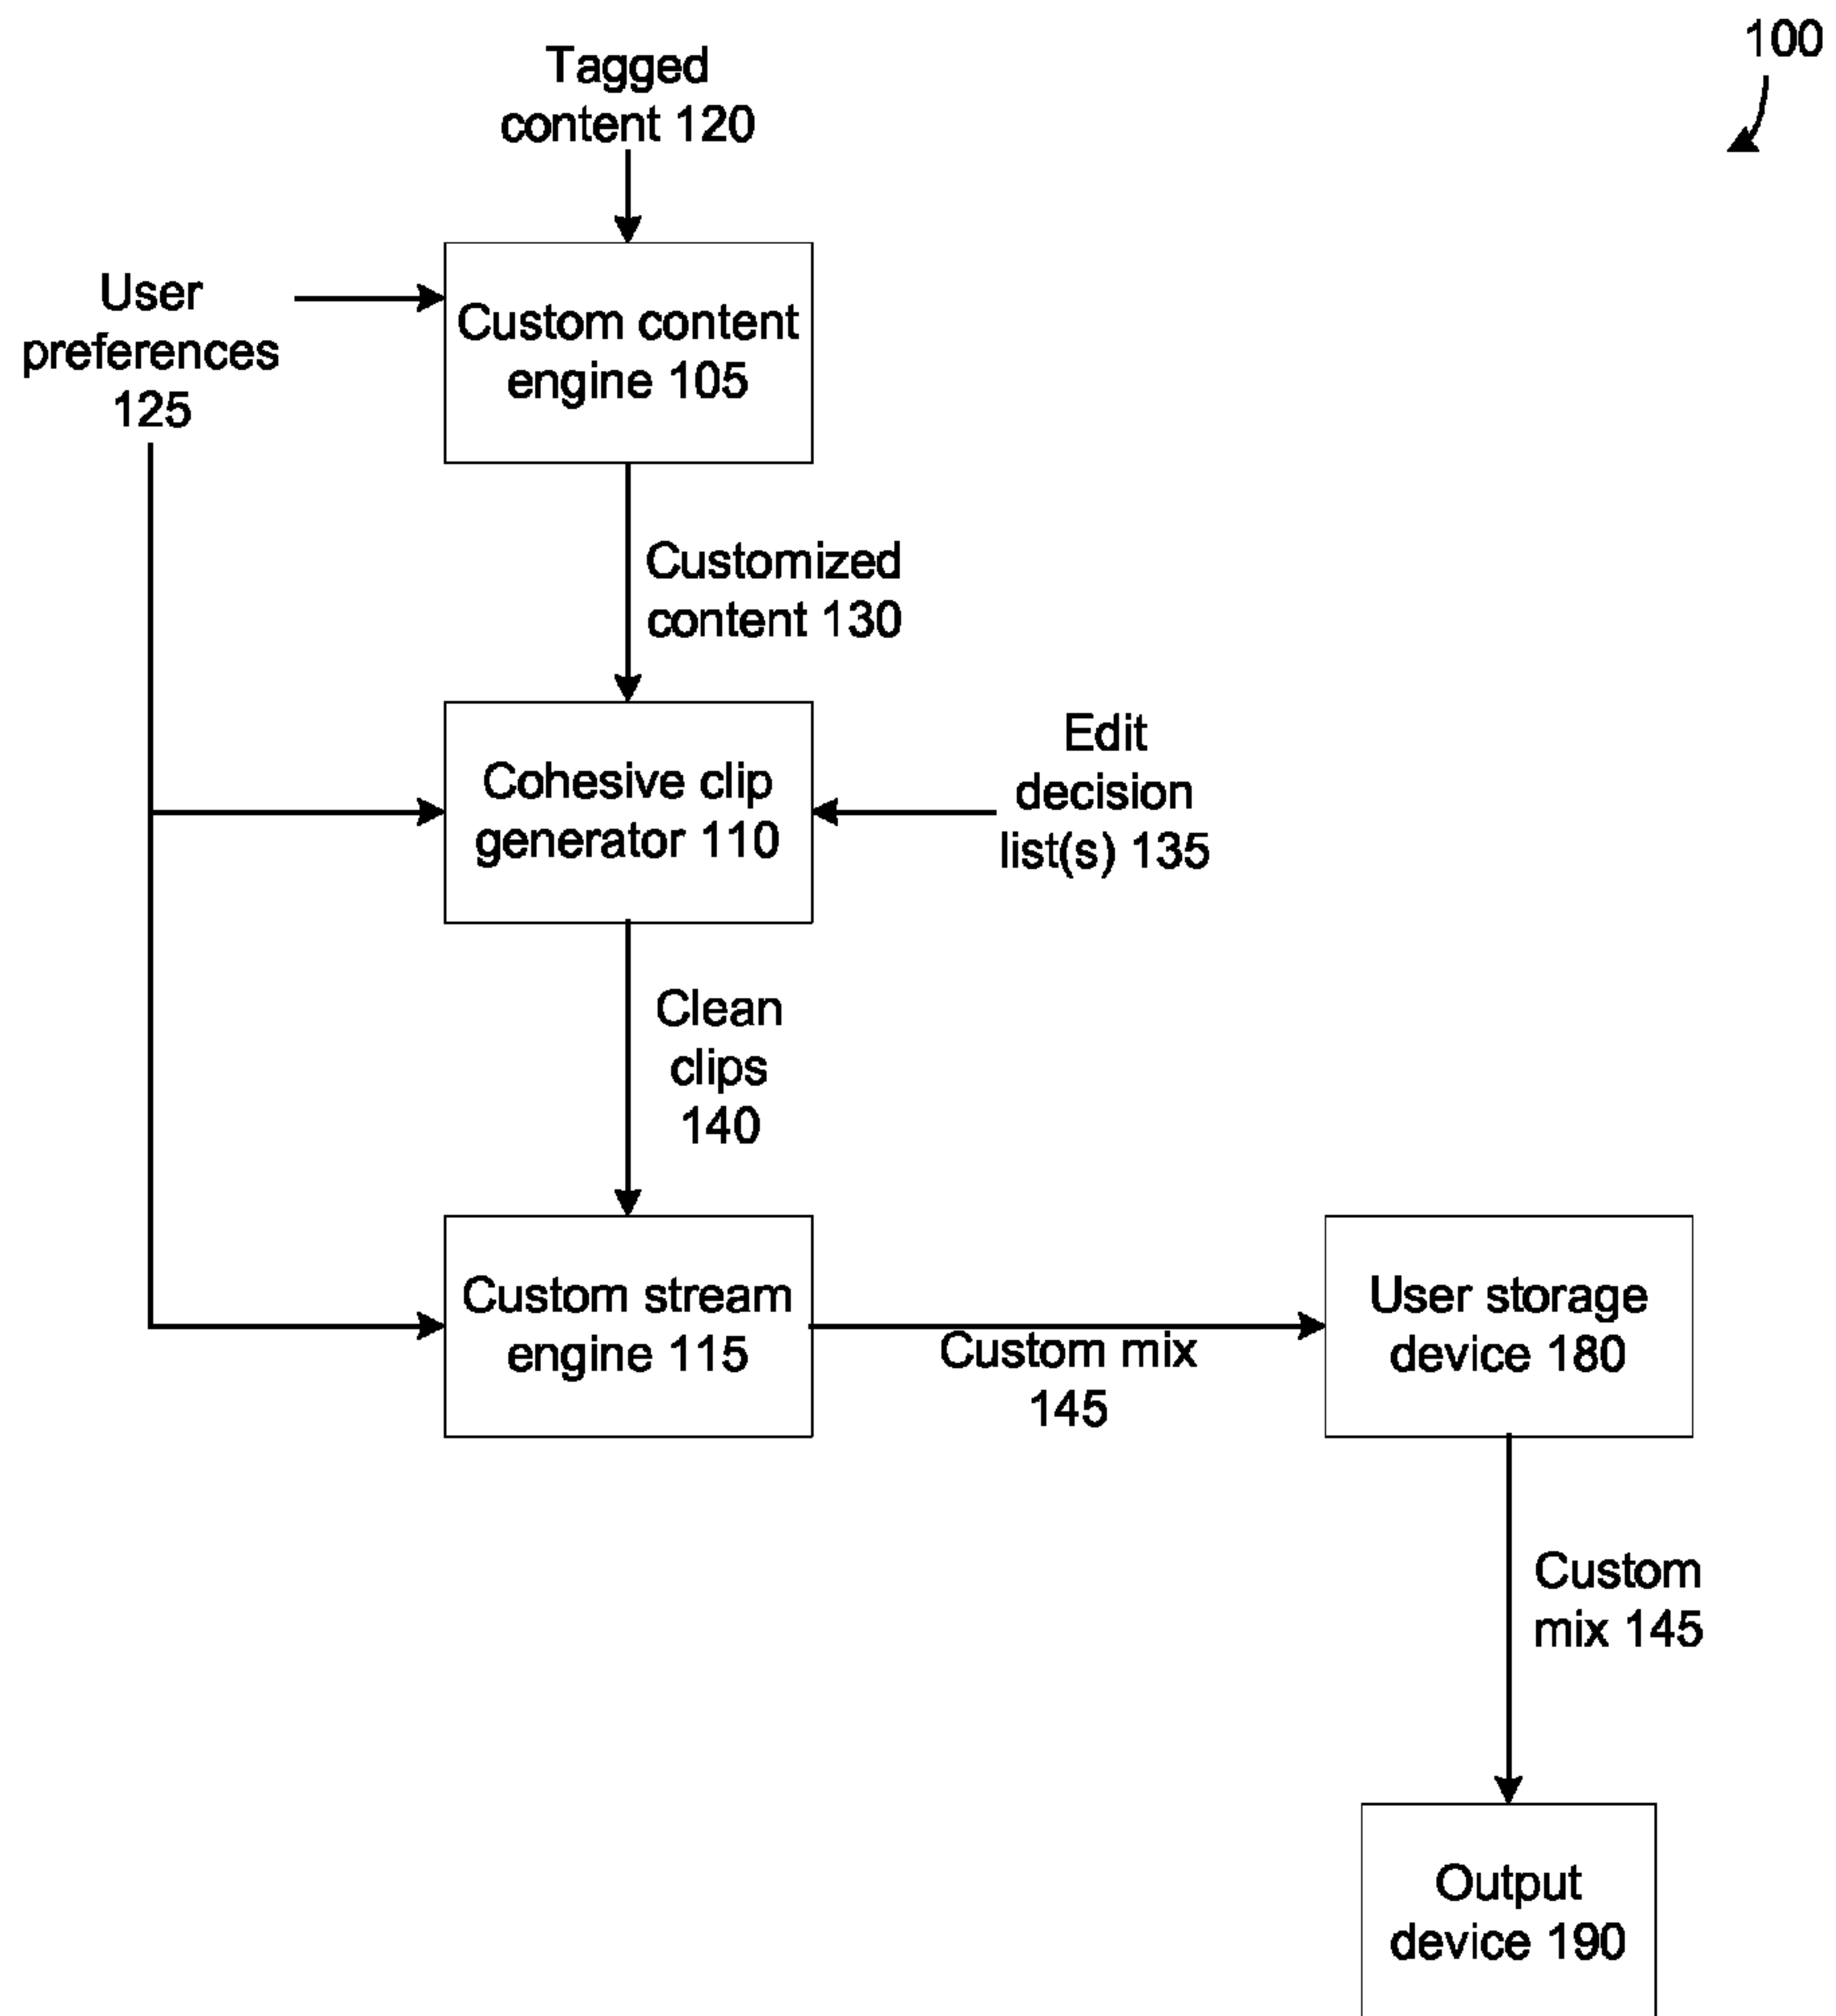 100
Tagged
content 120
User
preferences
125
Custom content
engine 105
Customized
content 130
Cohesive clip
generator 110
Edit
decision
list(s) 135
Clean
clips
140
Custom stream
engine 115
Custom mix
145
User storage
device 180
Custom
mix 145
Output
device 190